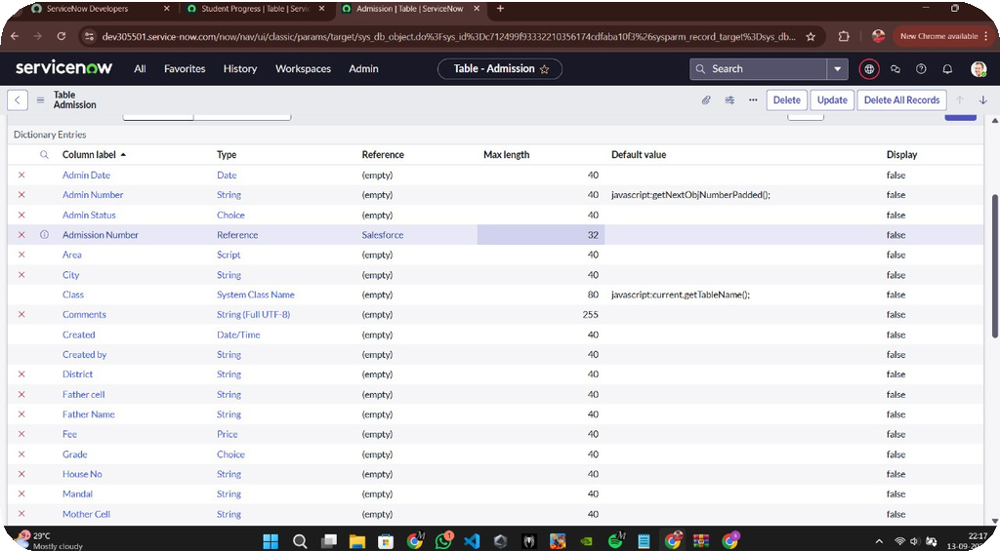 ServiceNow Developers
Student Progress | Table | Servic
Admission | Table | ServiceNow
dev305501.service-now.com/now/nav/ui/classic/params/target/sys_db_object.do%3Fsys_id%3Dc712499f93332210356174cdfaba10f3%26sysparm_record_target%3Dsys_db...
New Chrome available
servicenow All Favorites History Workspaces Admin Table - Admission Search
Table
Admission
Delete Update Delete All Records
Dictionary Entries
Column label Type Reference Max length Default value Display
Admin Date Date (empty) 40 false
Admin Number String (empty) 40 javascript:getNextObjNumberPadded(); false
Admin Status Choice (empty) 40 false
Admission Number Reference Salesforce 32 false
Area Script (empty) 40 false
City String (empty) 40 false
Class System Class Name (empty) 80 javascript:current.getTableName(); false
Comments String (Full UTF-8) (empty) 255 false
Created Date/Time (empty) 40 false
Created by String (empty) 40 false
District String (empty) 40 false
Father cell String (empty) 40 false
Father Name String (empty) 40 false
Fee Price (empty) 40 false
Grade Choice (empty) 40 false
House No String (empty) 40 false
Mandal String (empty) 40 false
Mother Cell String (empty) 40 false
29°C
Mostly cloudy
22:17